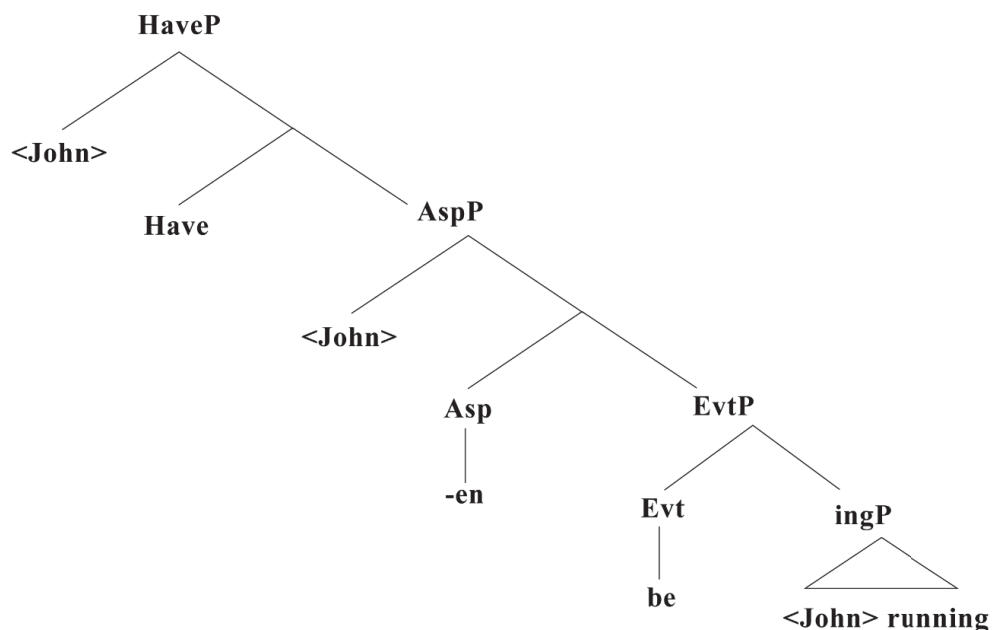 HaveP
<John>
Have
AspP
<John>
Asp
EvtP
-en
Evt
ingP
be
<John> running